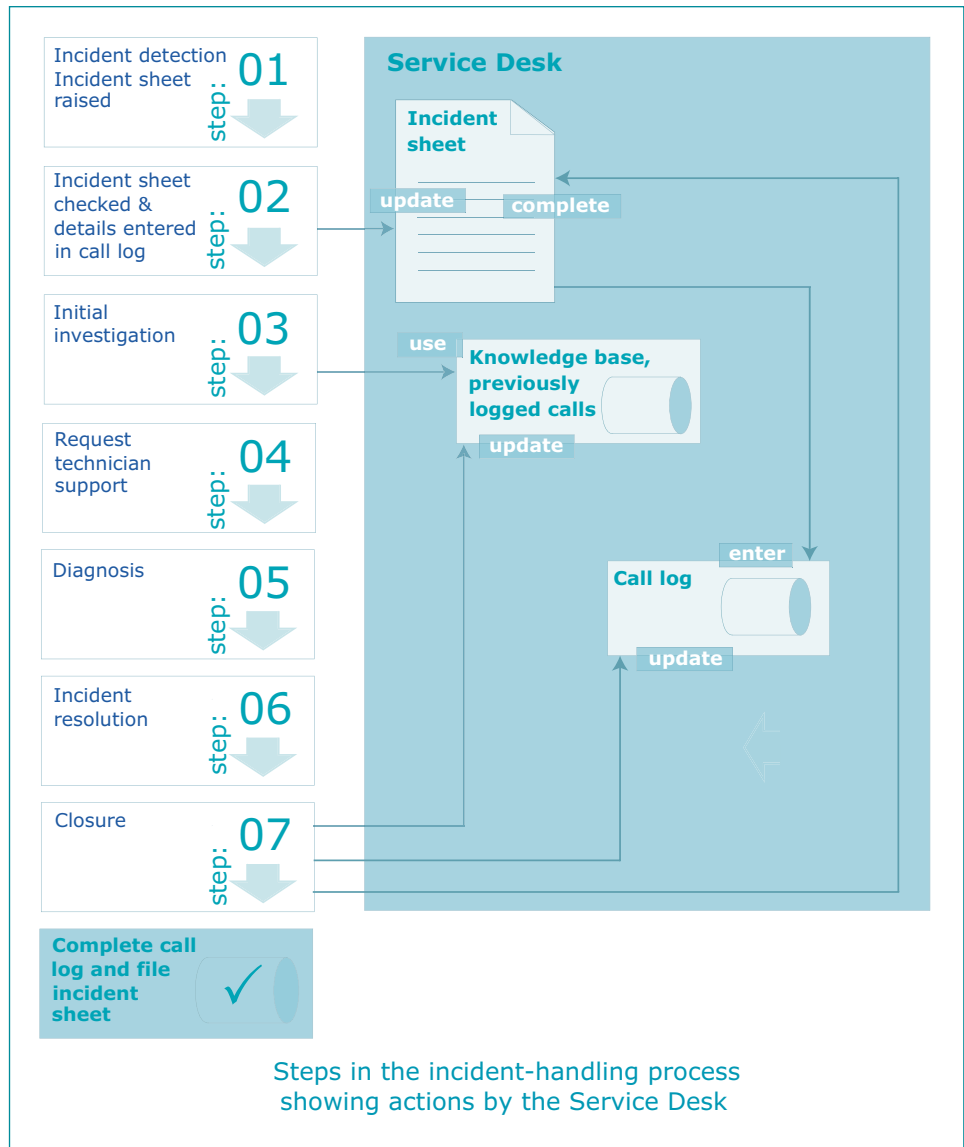 Incident detection
Incident sheet
raised
step:
01
Incident sheet
checked &
details entered
in call log
step:
02
Initial
investigation
step:
03
Request
technician
support
step:
04
Diagnosis
step:
05
Incident
resolution
step:
06
Closure
step:
07
Complete call
log and file
incident
sheet
Service Desk
Incident
sheet
update
complete
use
Knowledge base,
previously
logged calls
update
enter
Call log
update
Steps in the incident-handling process
showing actions by the Service Desk